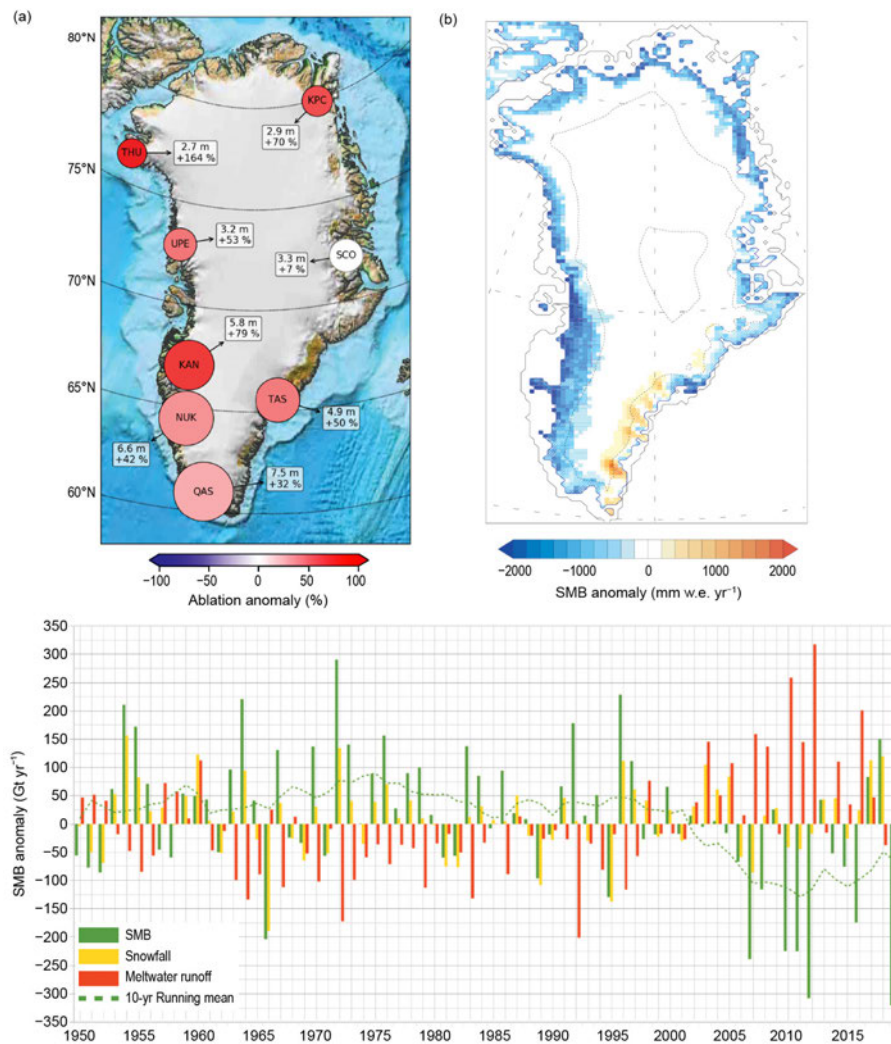 (a)
80°N
75°N
70°N
65°N
60°N
KPC
2.9 m
+70 %
THU
2.7 m
+164 %
UPE
3.2 m
+53 %
SCO
3.3 m
+7 %
KAN
5.8 m
+79 %
TAS
4.9 m
+50 %
NUK
6.6 m
+42 %
QAS
7.5 m
+32 %
−100 −50 0 50 100
Ablation anomaly (%)
(b)
−2000 −1000 0 1000 2000
SMB anomaly (mm w.e. yr⁻¹)
SMB anomaly (Gt yr⁻¹)
350
300
250
200
150
100
50
0
−50
−100
−150
−200
−250
−300
−350
SMB
Snowfall
Meltwater runoff
10-yr Running mean
1950 1955 1960 1965 1970 1975 1980 1985 1990 1995 2000 2005 2010 2015